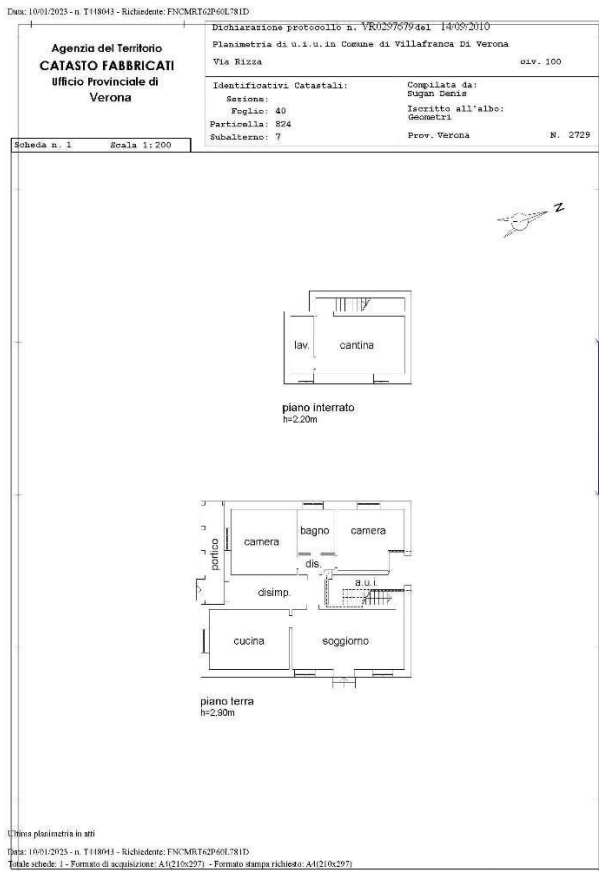 Data: 10/01/2023 - n. T448043 - Richiedente: FNCMRT62P60L781D
Agenzia del Territorio
CATASTO FABBRICATI
Ufficio Provinciale di
Verona
Dichiarazione protocollo n. VR0297679 del 14/09/2010
Planimetria di u.i.u. in Comune di Villafranca Di Verona
Via Rizza civ. 100
Identificativi Catastali:
Sezione:
Foglio: 40
Particella: 824
Subalterno: 7
Compilata da:
Sugan Denis
Iscritto all'albo:
Geometri
Prov. Verona N. 2729
Scheda n. 1 Scala 1:200
N
lav. cantina
piano interrato
h=2,20m
portico
camera bagno camera
dis.
disimp. a.u.i.
cucina soggiorno
piano terra
h=2,90m
Ultima planimetria in atti
Data: 10/01/2023 - n. T448043 - Richiedente: FNCMRT62P60L781D
Totale schede: 1 - Formato di acquisizione: A4(210x297) - Formato stampa richiesto: A4(210x297)